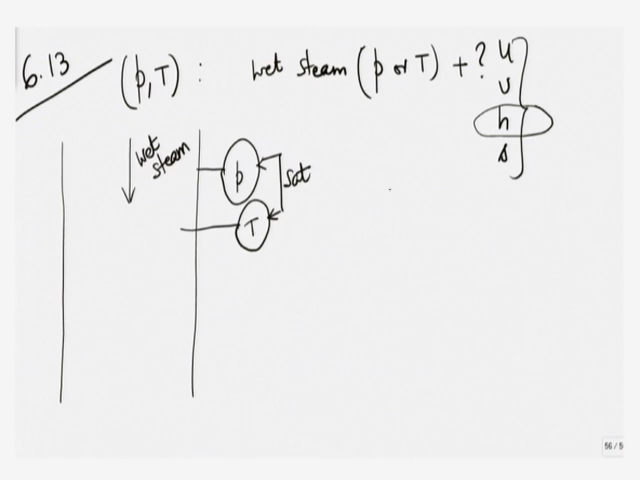 6.13 (p,T) : wet steam (p or T) + ? u
v
h
s
wet steam
p
sat
T
56 / 5